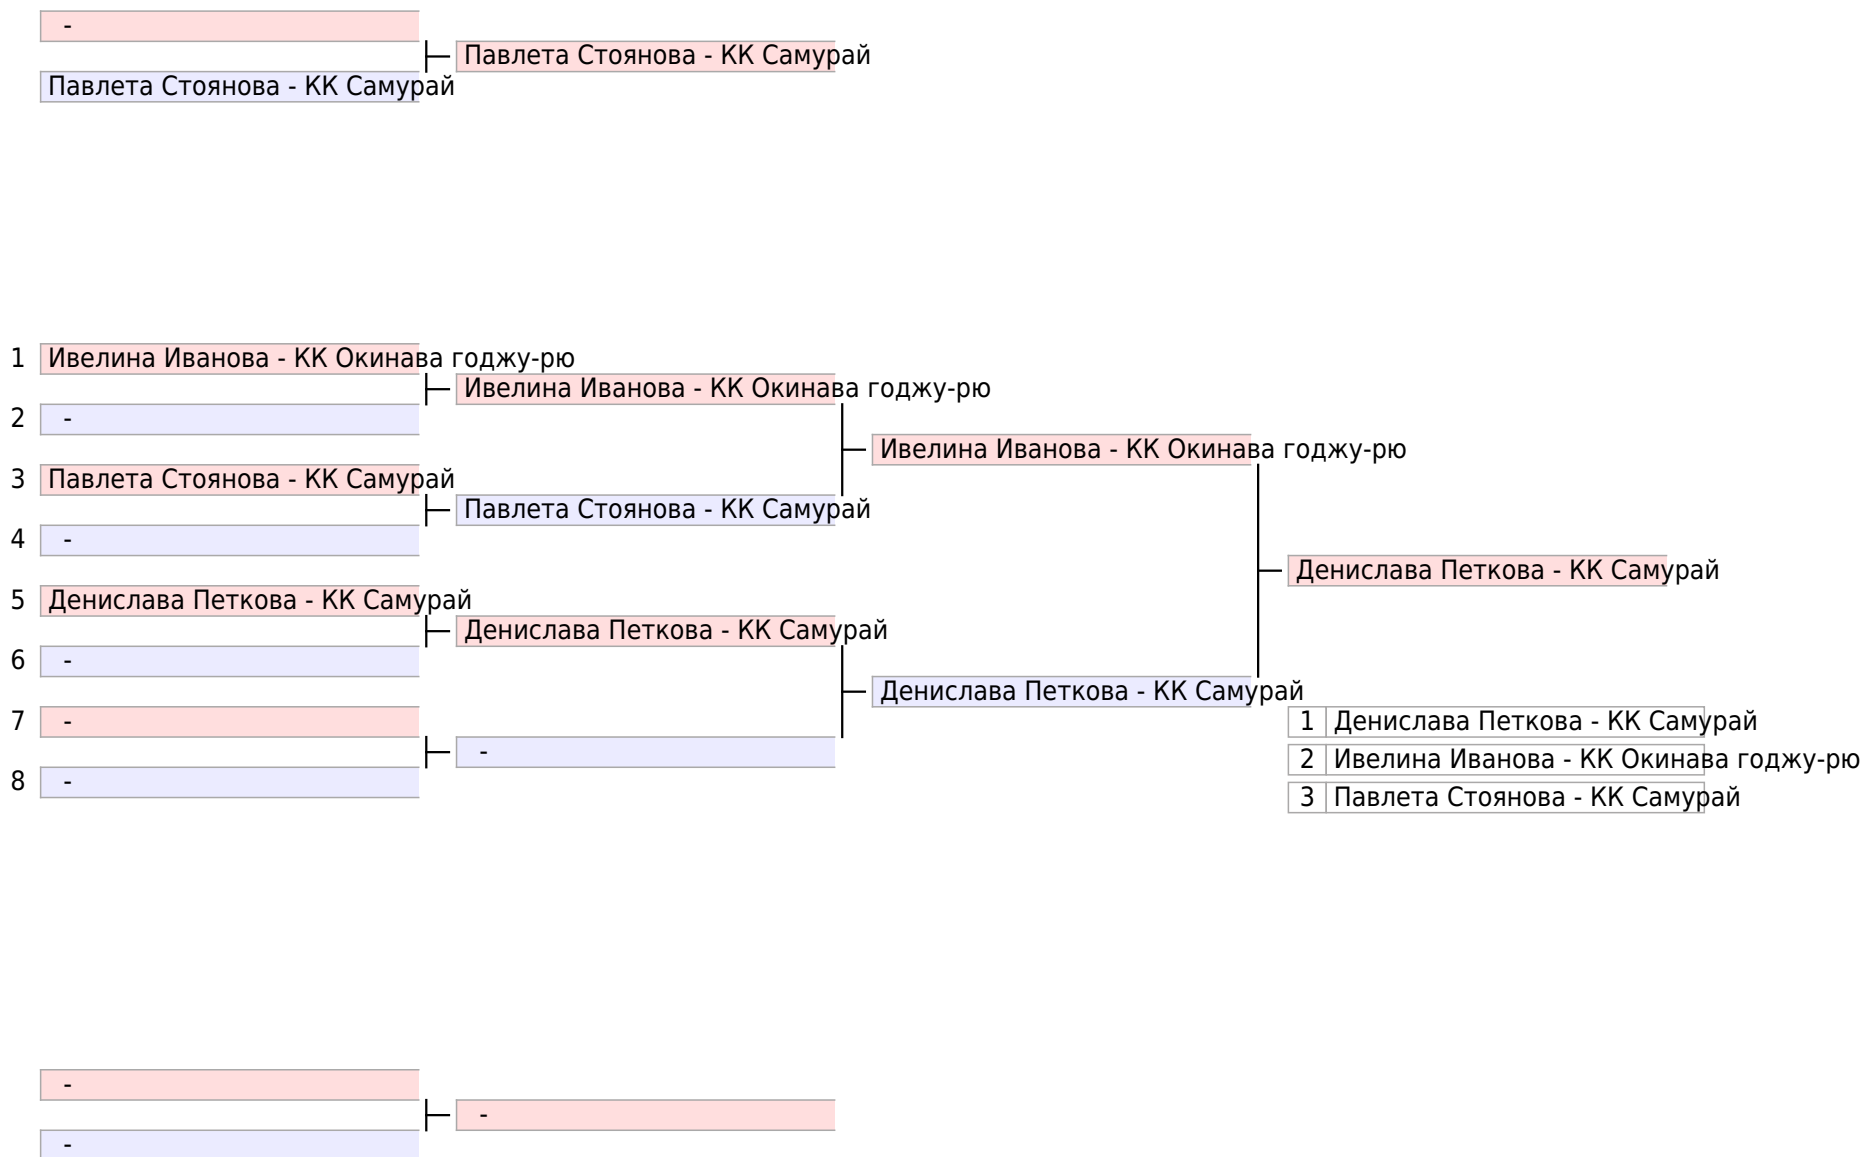 -
Павлета Стоянова - КК Самурай
Павлета Стоянова - КК Самурай
1 Ивелина Иванова - КК Окинава годжу-рю
Ивелина Иванова - КК Окинава годжу-рю
2 -
Ивелина Иванова - КК Окинава годжу-рю
3 Павлета Стоянова - КК Самурай
Павлета Стоянова - КК Самурай
4 -
Денислава Петкова - КК Самурай
5 Денислава Петкова - КК Самурай
Денислава Петкова - КК Самурай
6 -
Денислава Петкова - КК Самурай
7 -
1 Денислава Петкова - КК Самурай
-
2 Ивелина Иванова - КК Окинава годжу-рю
8 -
3 Павлета Стоянова - КК Самурай
-
-
-